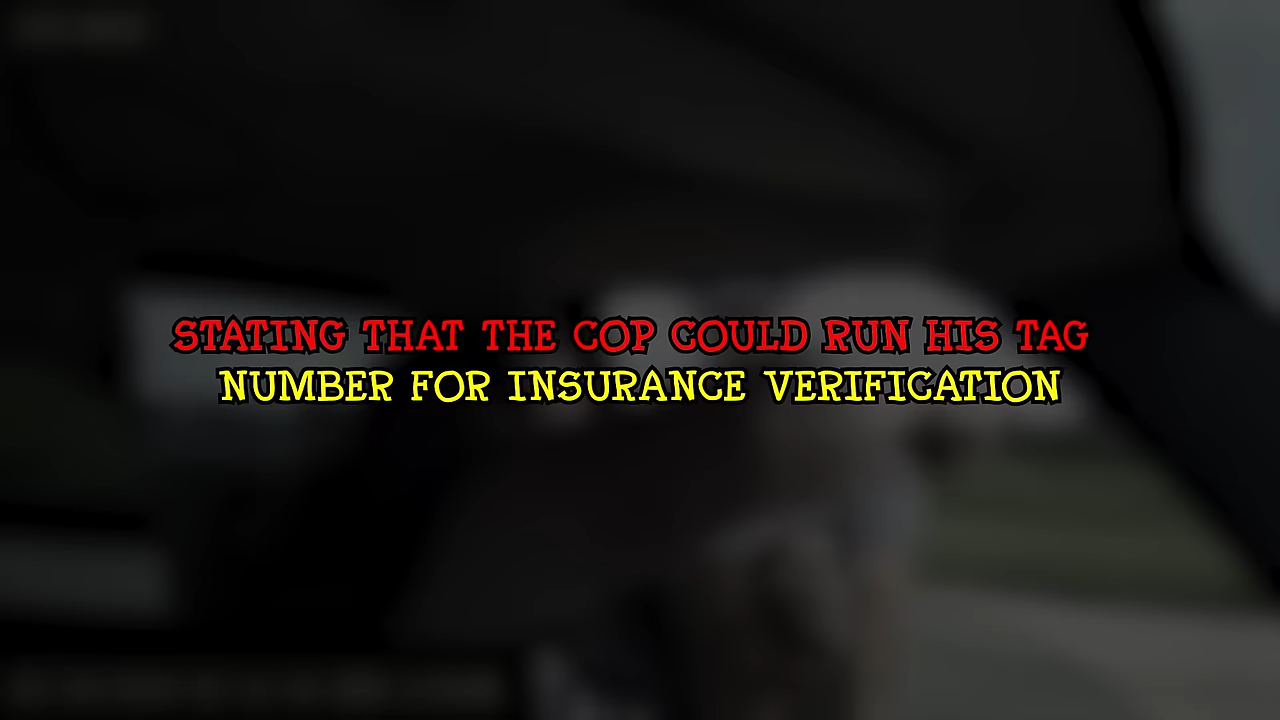 STATING THAT THE COP COULD RUN HIS TAG
NUMBER FOR INSURANCE VERIFICATION